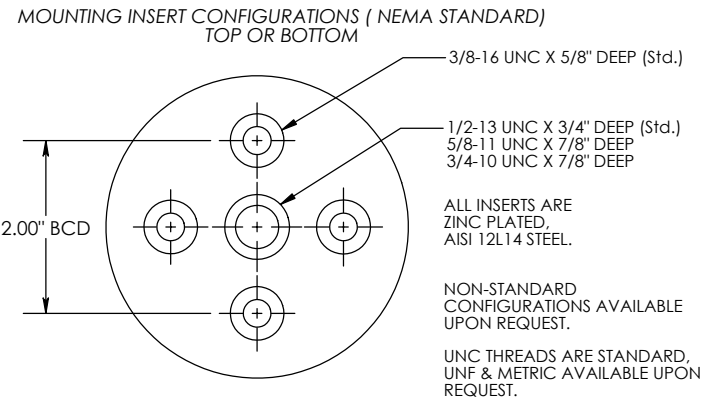 MOUNTING INSERT CONFIGURATIONS ( NEMA STANDARD)
TOP OR BOTTOM
3/8-16 UNC X 5/8" DEEP (Std.)
1/2-13 UNC X 3/4" DEEP (Std.)
5/8-11 UNC X 7/8" DEEP
3/4-10 UNC X 7/8" DEEP
2.00" BCD
ALL INSERTS ARE
ZINC PLATED,
AISI 12L14 STEEL.
NON-STANDARD
CONFIGURATIONS AVAILABLE
UPON REQUEST.
UNC THREADS ARE STANDARD,
UNF & METRIC AVAILABLE UPON
REQUEST.